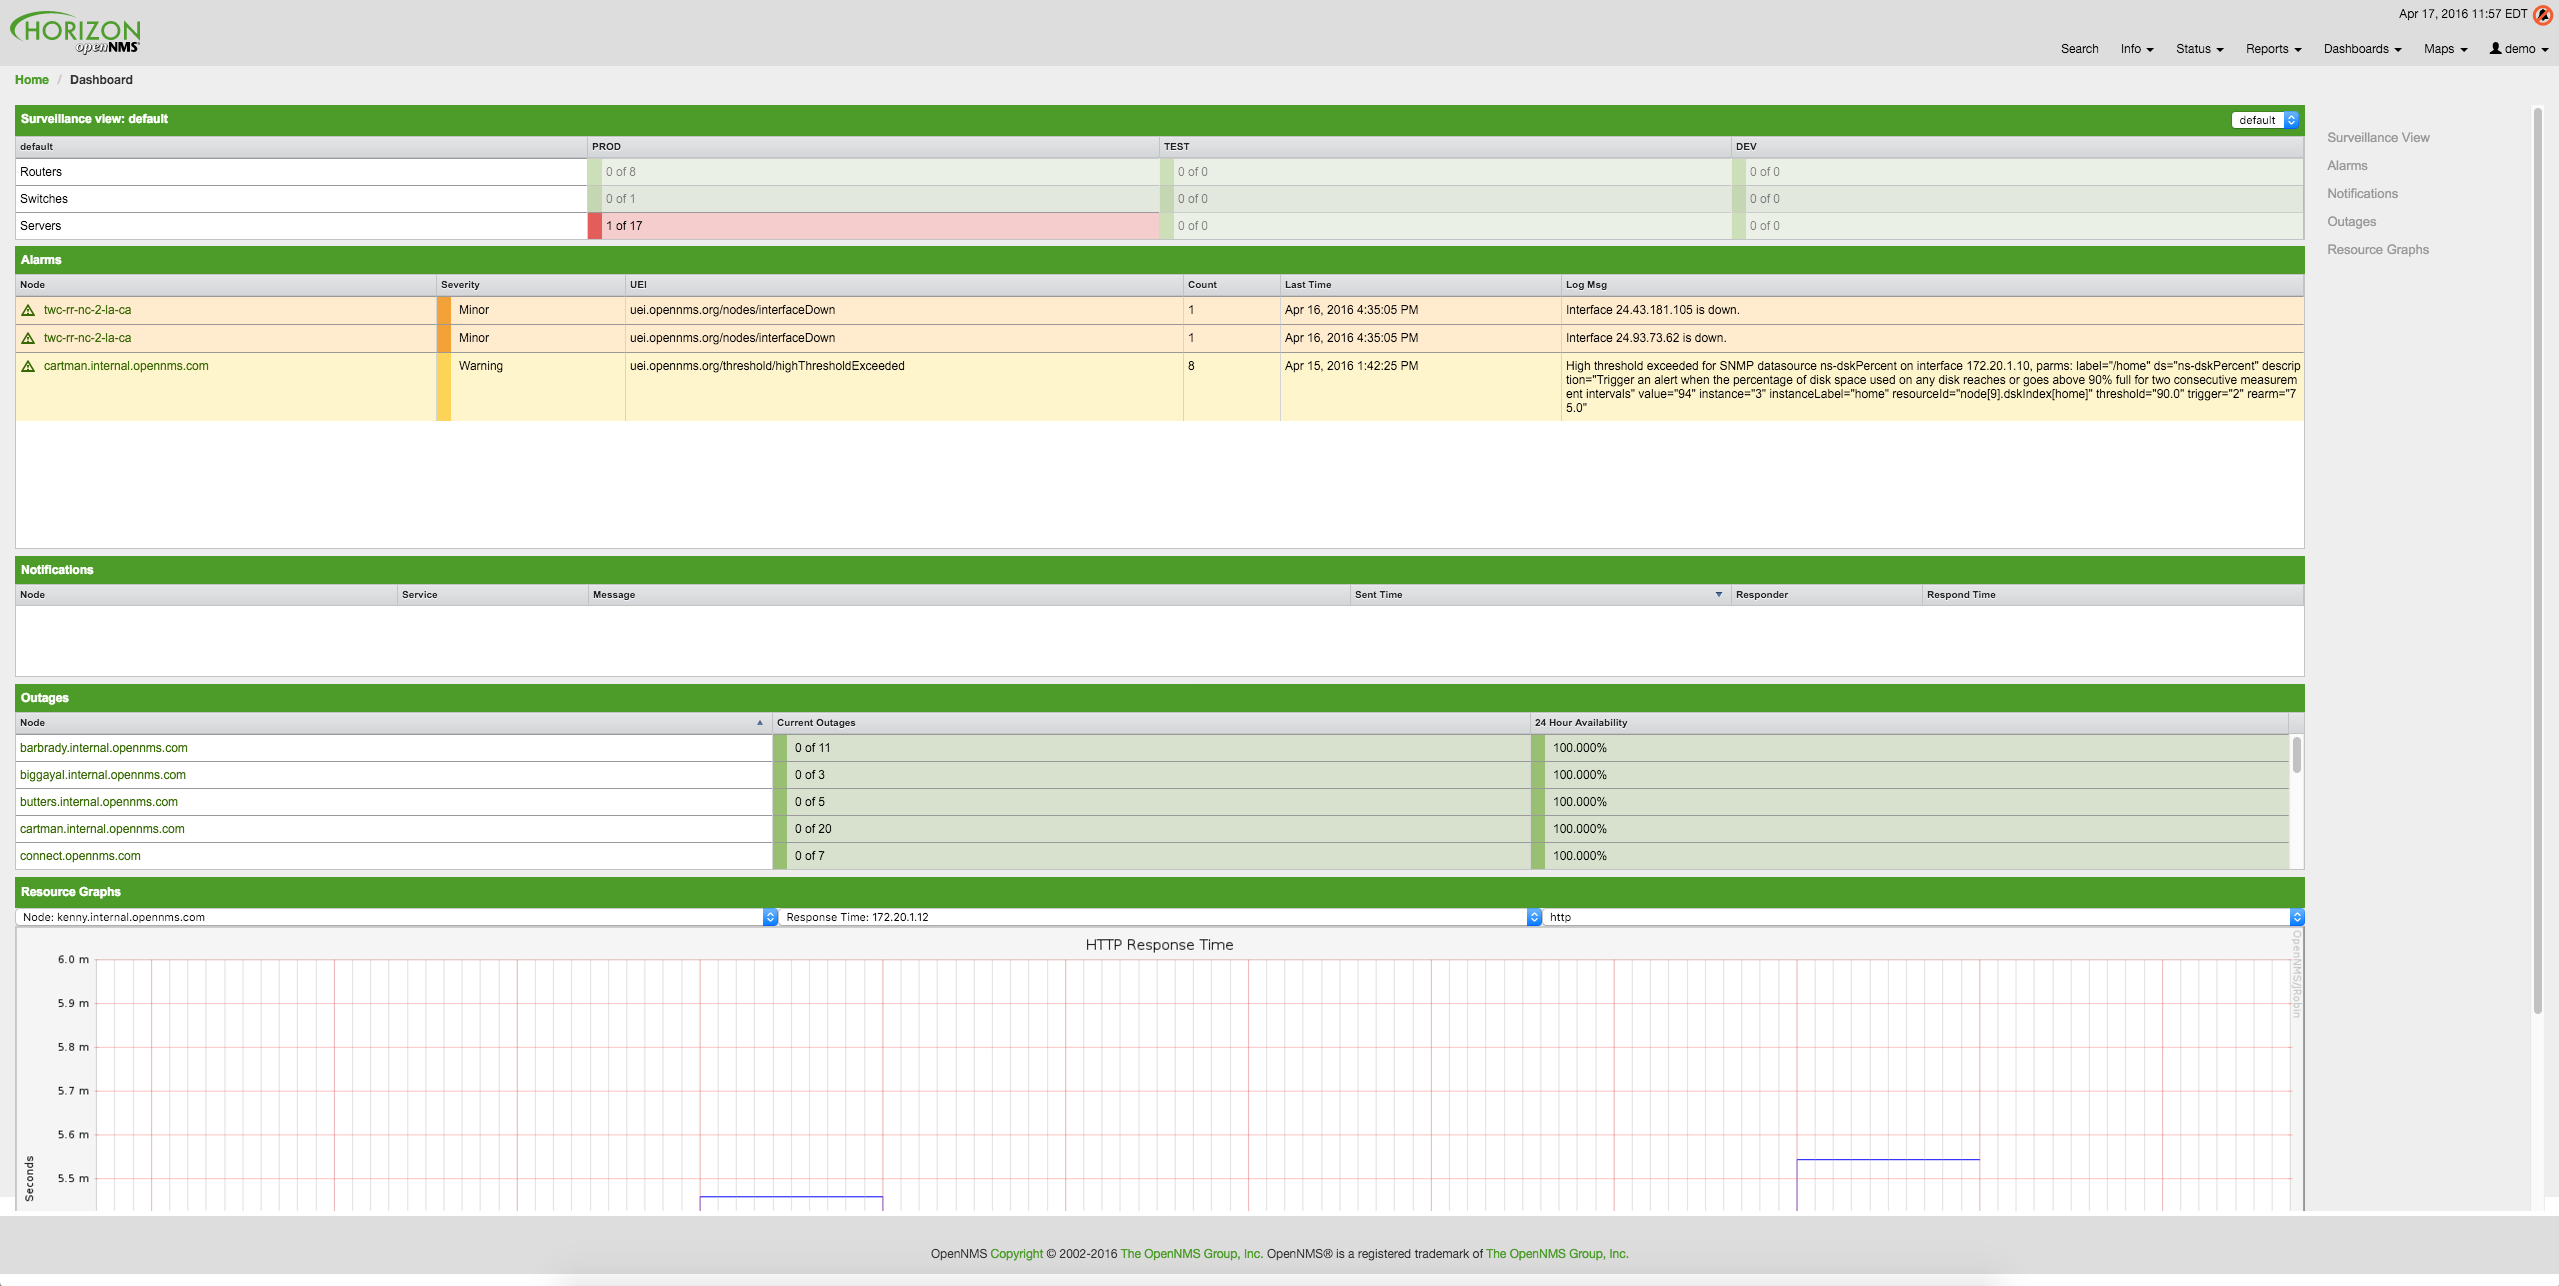 HORIZON
openNMS
Apr 17, 2016 11:57 EDT
Search Info Status Reports Dashboards Maps demo
Home / Dashboard
Surveillance view: default
default
default PROD TEST DEV
Routers 0 of 8 0 of 0 0 of 0
Switches 0 of 1 0 of 0 0 of 0
Servers 1 of 17 0 of 0 0 of 0
Surveillance View
Alarms
Notifications
Outages
Resource Graphs
Alarms
Node Severity UEI Count Last Time Log Msg
twc-rr-nc-2-la-ca Minor uei.opennms.org/nodes/interfaceDown 1 Apr 16, 2016 4:35:05 PM Interface 24.43.181.105 is down.
twc-rr-nc-2-la-ca Minor uei.opennms.org/nodes/interfaceDown 1 Apr 16, 2016 4:35:05 PM Interface 24.93.73.62 is down.
cartman.internal.opennms.com Warning uei.opennms.org/threshold/highThresholdExceeded 8 Apr 15, 2016 1:42:25 PM High threshold exceeded for SNMP datasource ns-dskPercent on interface 172.20.1.10, parms: label="/home" ds="ns-dskPercent" descrip
tion="Trigger an alert when the percentage of disk space used on any disk reaches or goes above 90% full for two consecutive measurem
ent intervals" value="94" instance="3" instanceLabel="home" resourceId="node[9].dskIndex[home]" threshold="90.0" trigger="2" rearm="7
5.0"
Notifications
Node Service Message Sent Time Responder Respond Time
Outages
Node Current Outages 24 Hour Availability
barbrady.internal.opennms.com 0 of 11 100.000%
biggayal.internal.opennms.com 0 of 3 100.000%
butters.internal.opennms.com 0 of 5 100.000%
cartman.internal.opennms.com 0 of 20 100.000%
connect.opennms.com 0 of 7 100.000%
Resource Graphs
Node: kenny.internal.opennms.com Response Time: 172.20.1.12 http
HTTP Response Time
OpenNMS/JRobin
6.0 m
5.9 m
5.8 m
5.7 m
5.6 m
5.5 m
Seconds
OpenNMS Copyright © 2002-2016 The OpenNMS Group, Inc. OpenNMS® is a registered trademark of The OpenNMS Group, Inc.